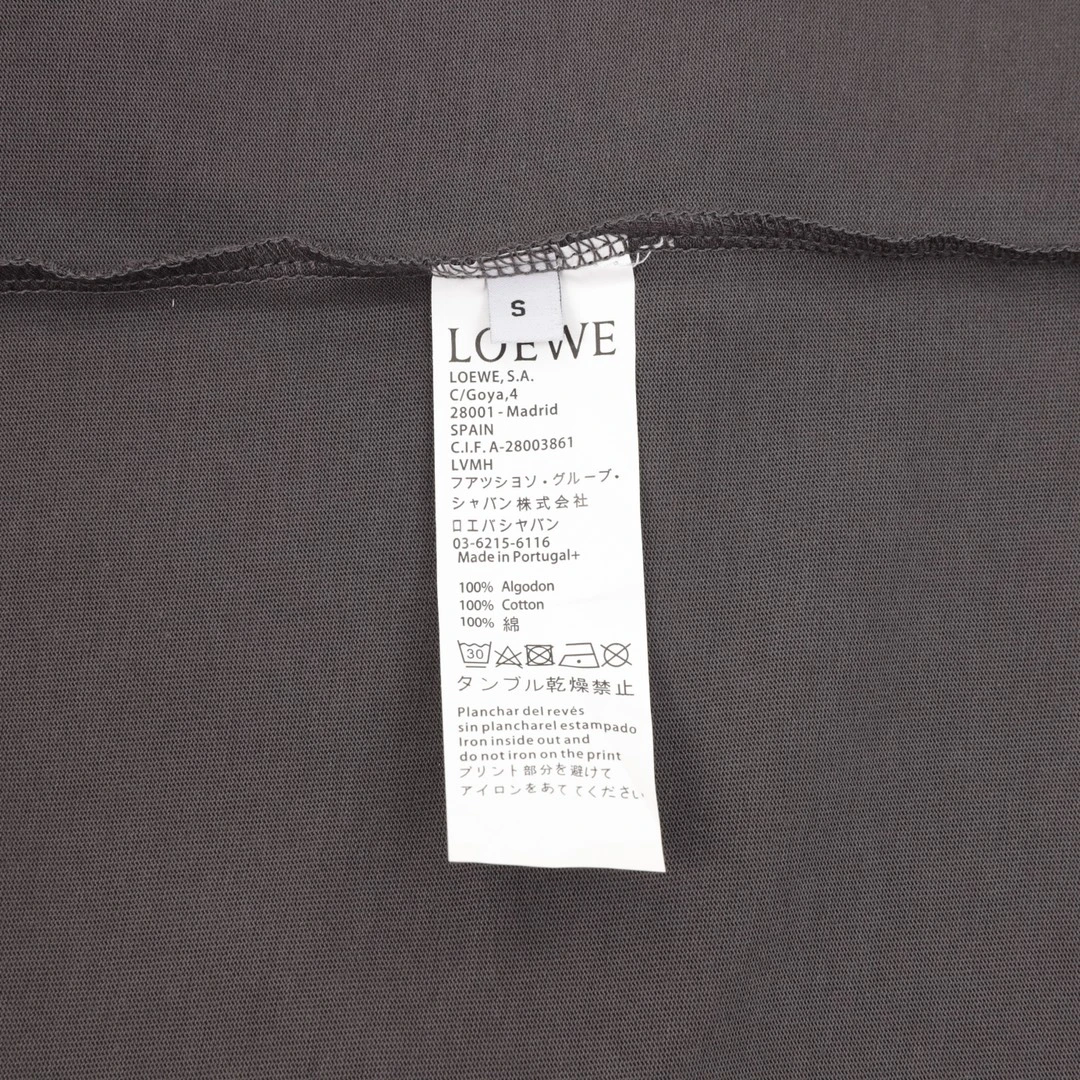 S
LOEWE
LOEWE, S.A.
C/Goya,4
28001 - Madrid
SPAIN
C.I.F. A-28003861
LVMH
フアツシヨソ・グループ・
シャパン株式会社
ロエバシヤパン
03-6215-6116
Made in Portugal+
100% Algodon
100% Cotton
100% 綿
30
タンブル乾燥禁止
Planchar del revés
sin plancharel estampado
Iron inside out and
do not iron on the print
プリント部分を避けて
アイロンをあててください